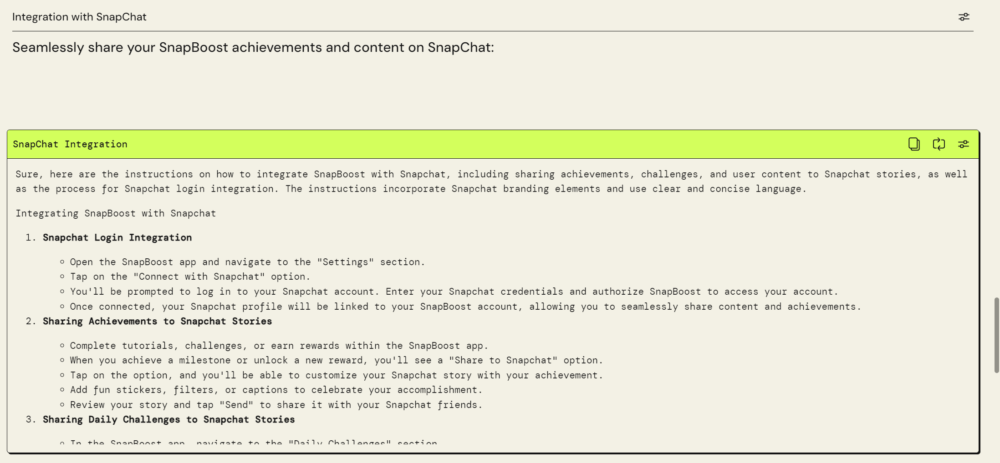 Integration with SnapChat
Seamlessly share your SnapBoost achievements and content on SnapChat:
SnapChat Integration
Sure, here are the instructions on how to integrate SnapBoost with Snapchat, including sharing achievements, challenges, and user content to Snapchat stories, as well
as the process for Snapchat login integration. The instructions incorporate Snapchat branding elements and use clear and concise language.
Integrating SnapBoost with Snapchat
1. Snapchat Login Integration
◦ Open the SnapBoost app and navigate to the "Settings" section.
◦ Tap on the "Connect with Snapchat" option.
◦ You'll be prompted to log in to your Snapchat account. Enter your Snapchat credentials and authorize SnapBoost to access your account.
◦ Once connected, your Snapchat profile will be linked to your SnapBoost account, allowing you to seamlessly share content and achievements.
2. Sharing Achievements to Snapchat Stories
◦ Complete tutorials, challenges, or earn rewards within the SnapBoost app.
◦ When you achieve a milestone or unlock a new reward, you'll see a "Share to Snapchat" option.
◦ Tap on the option, and you'll be able to customize your Snapchat story with your achievement.
◦ Add fun stickers, filters, or captions to celebrate your accomplishment.
◦ Review your story and tap "Send" to share it with your Snapchat friends.
3. Sharing Daily Challenges to Snapchat Stories
◦ In the SnapBoost app, navigate to the "Daily Challenges" section